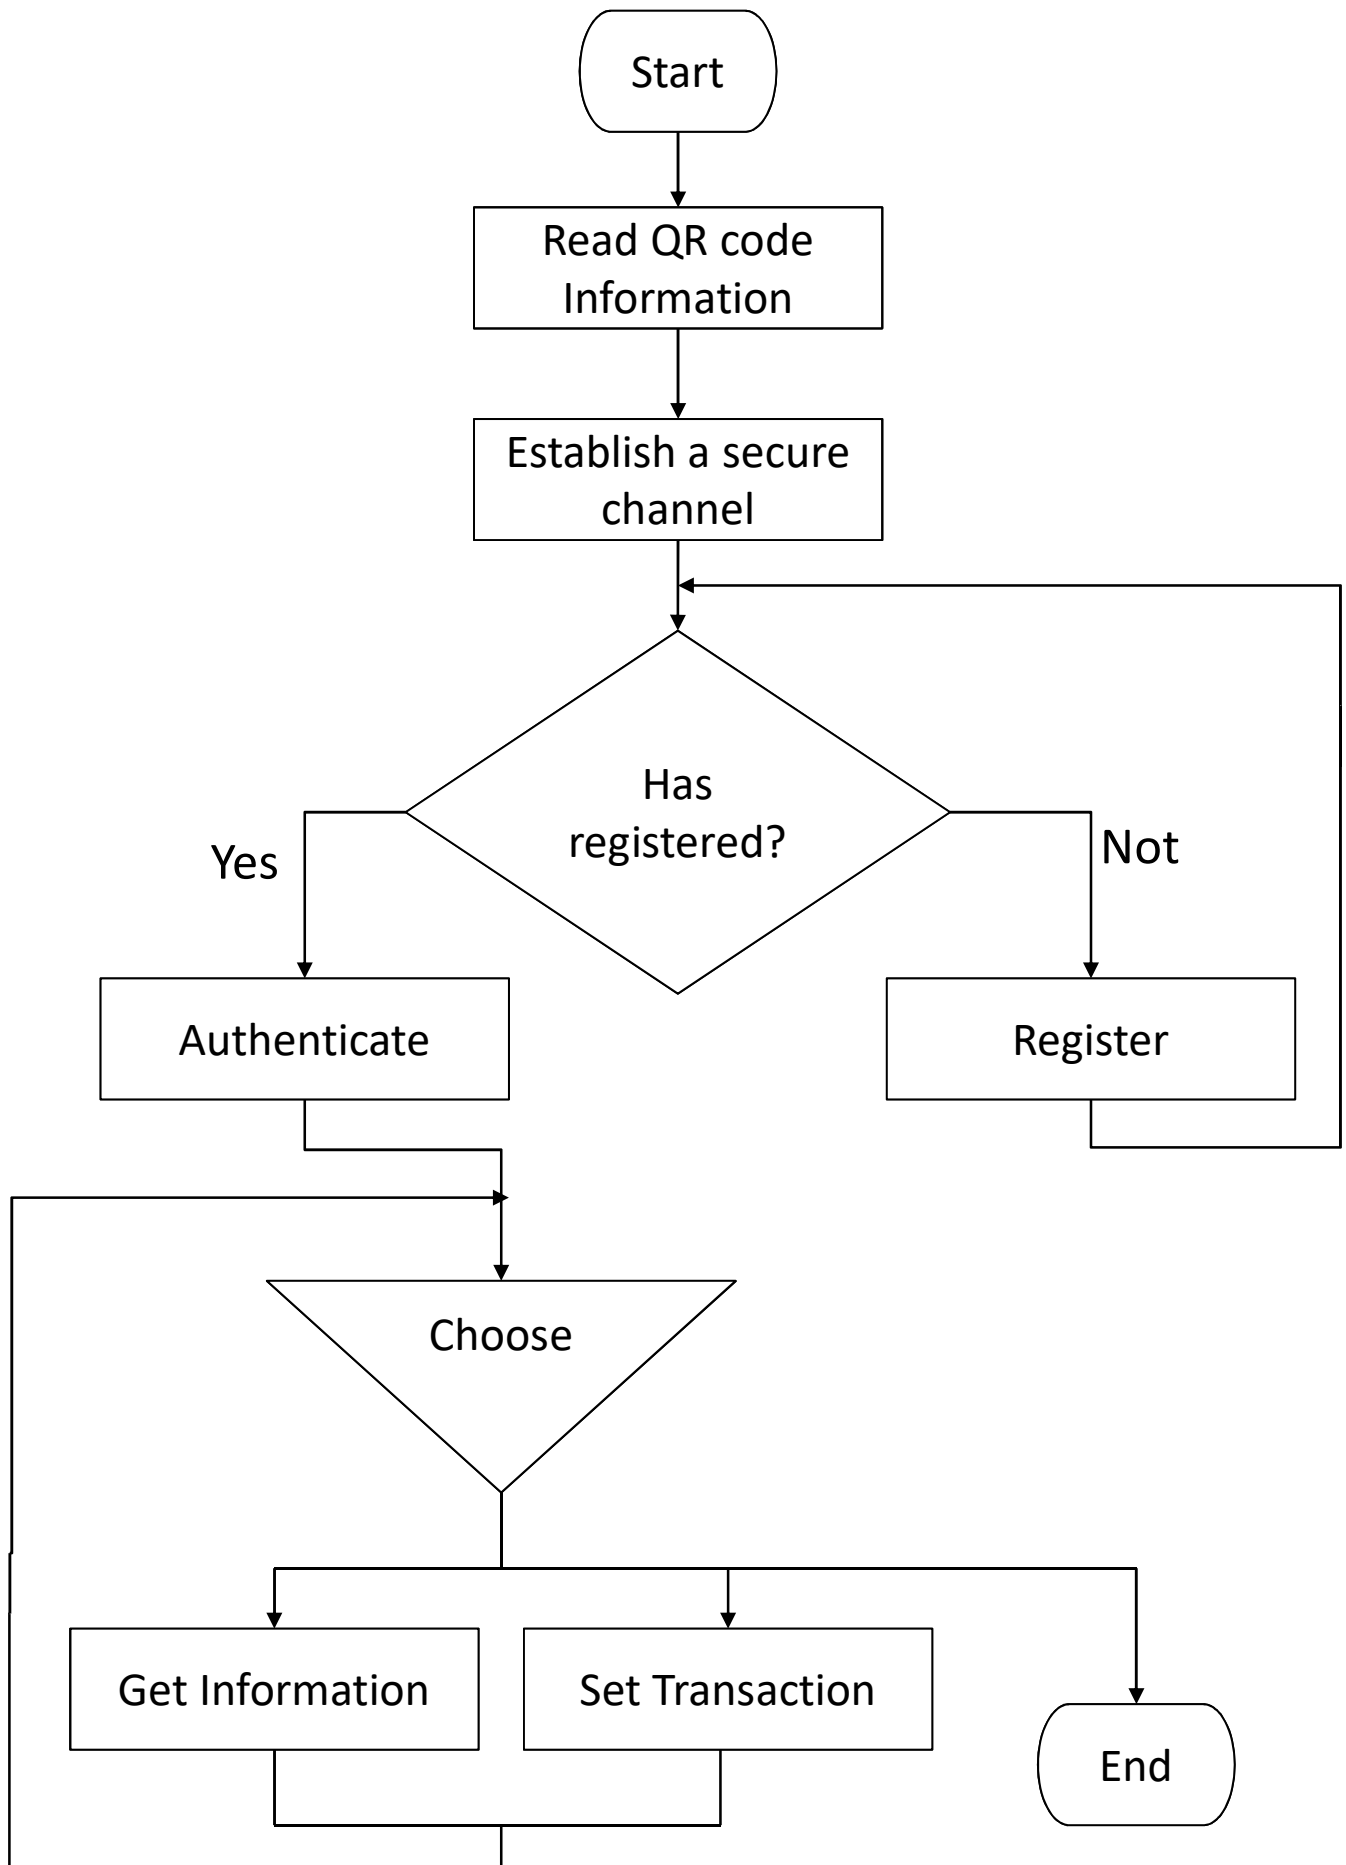 Start
Read QR code
Information
Establish a secure
channel
Has
registered?
Yes
Not
Authenticate
Register
Choose
Get Information
Set Transaction
End